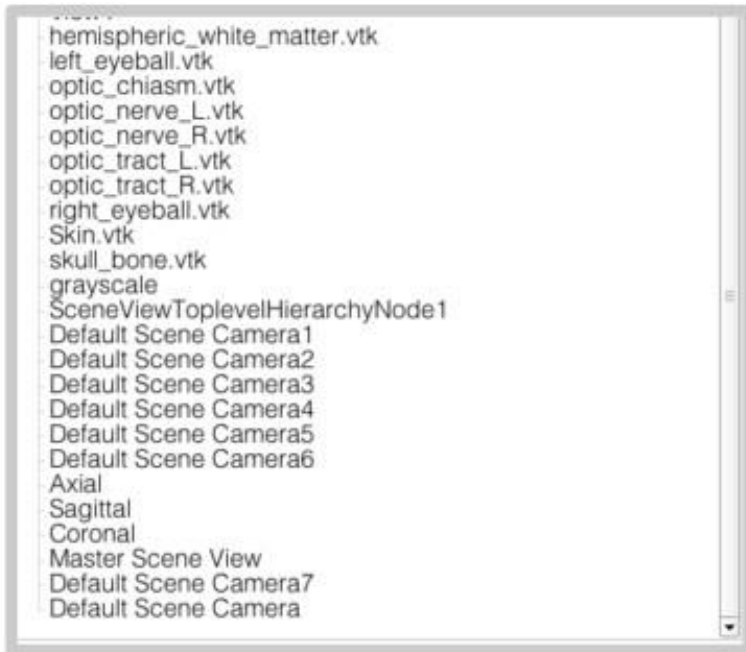 hemispheric_white_matter.vtk
left_eyeball.vtk
optic_chiasm.vtk
optic_nerve_L.vtk
optic_nerve_R.vtk
optic_tract_L.vtk
optic_tract_R.vtk
right_eyeball.vtk
Skin.vtk
skull_bone.vtk
grayscale
SceneViewToplevelHierarchyNode1
Default Scene Camera1
Default Scene Camera2
Default Scene Camera3
Default Scene Camera4
Default Scene Camera5
Default Scene Camera6
Axial
Sagittal
Coronal
Master Scene View
Default Scene Camera7
Default Scene Camera